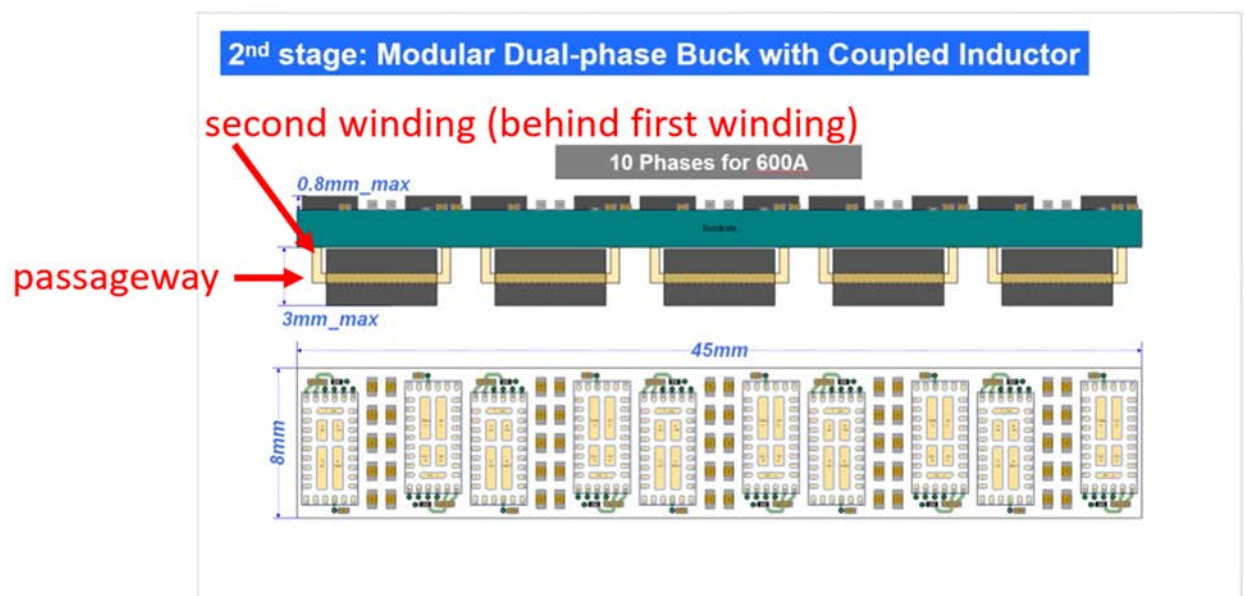 2nd stage: Modular Dual-phase Buck with Coupled Inductor
second winding (behind first winding)
10 Phases for 600A
0.8mm_max
passageway
3mm_max
45mm
8mm